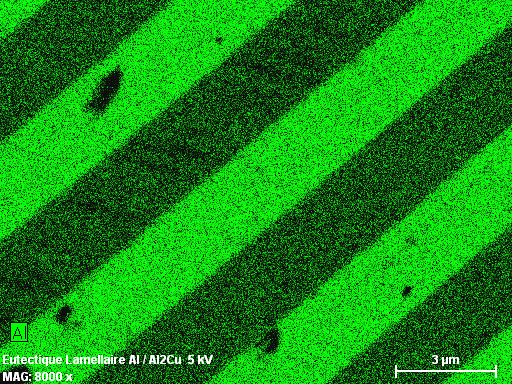 Al
Eutectique Lamellaire Al / Al2Cu 5 kV
3 µm
MAG: 8000 x